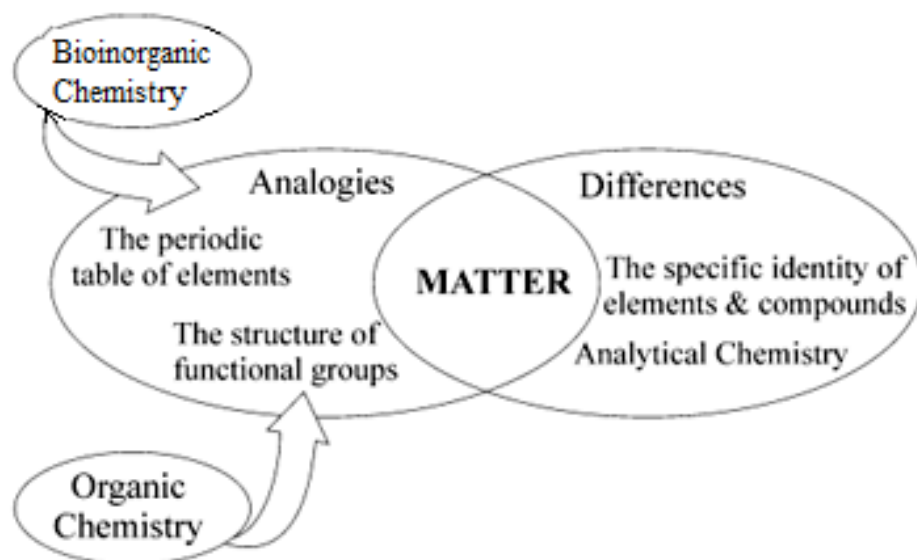 Bioinorganic
Chemistry
Analogies
The periodic
table of elements
The structure of
functional groups
MATTER
Differences
The specific identity of
elements & compounds
Analytical Chemistry
Organic
Chemistry